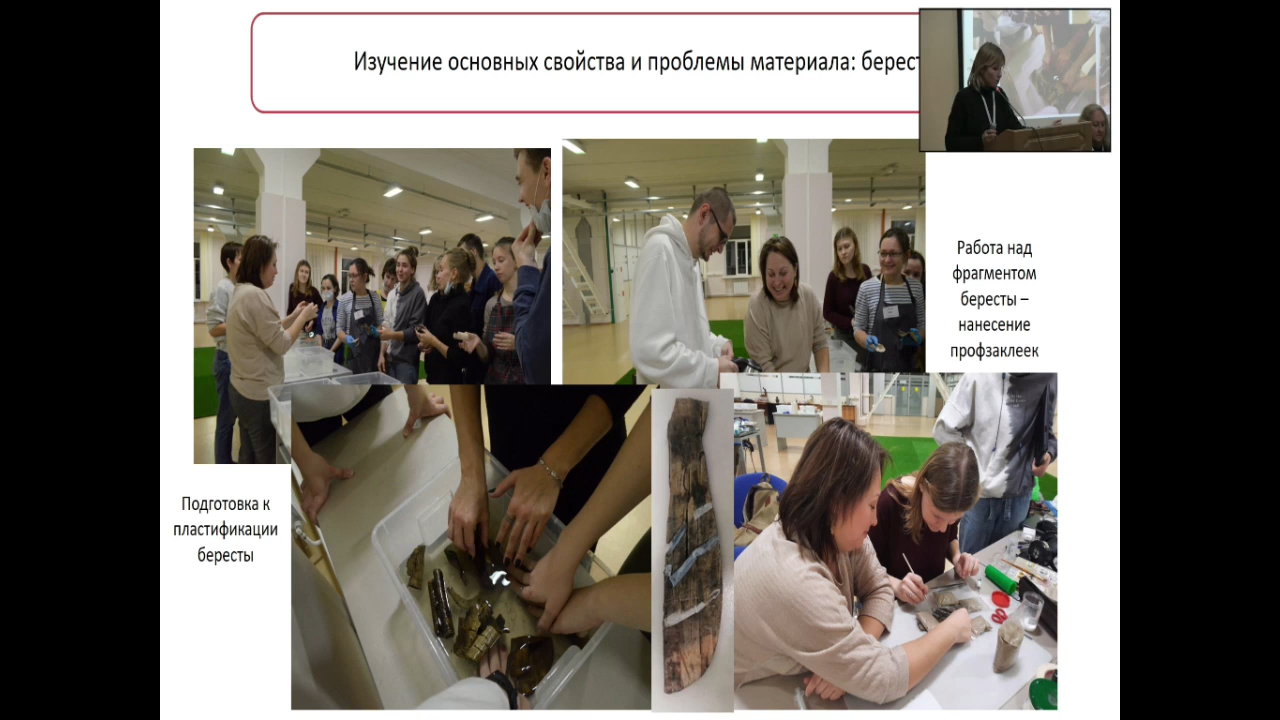 Изучение основных свойства и проблемы материала: берест
Работа над
фрагментом
бересты –
нанесение
профзаклеек
Подготовка к
пластификации
бересты